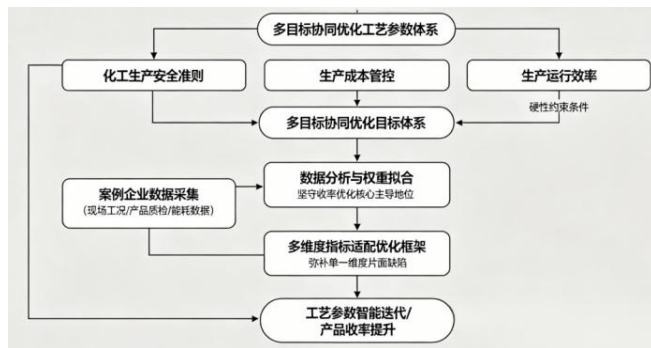 多目标协同优化工艺参数体系
化工生产安全准则
生产成本管控
生产运行效率
硬性约束条件
多目标协同优化目标体系
数据分析与权重拟合
坚守收率优化核心主导地位
案例企业数据采集
(现场工况/产品质检/能耗数据)
多维度指标适配优化框架
弥补单一维度片面缺陷
工艺参数智能迭代/
产品收率提升